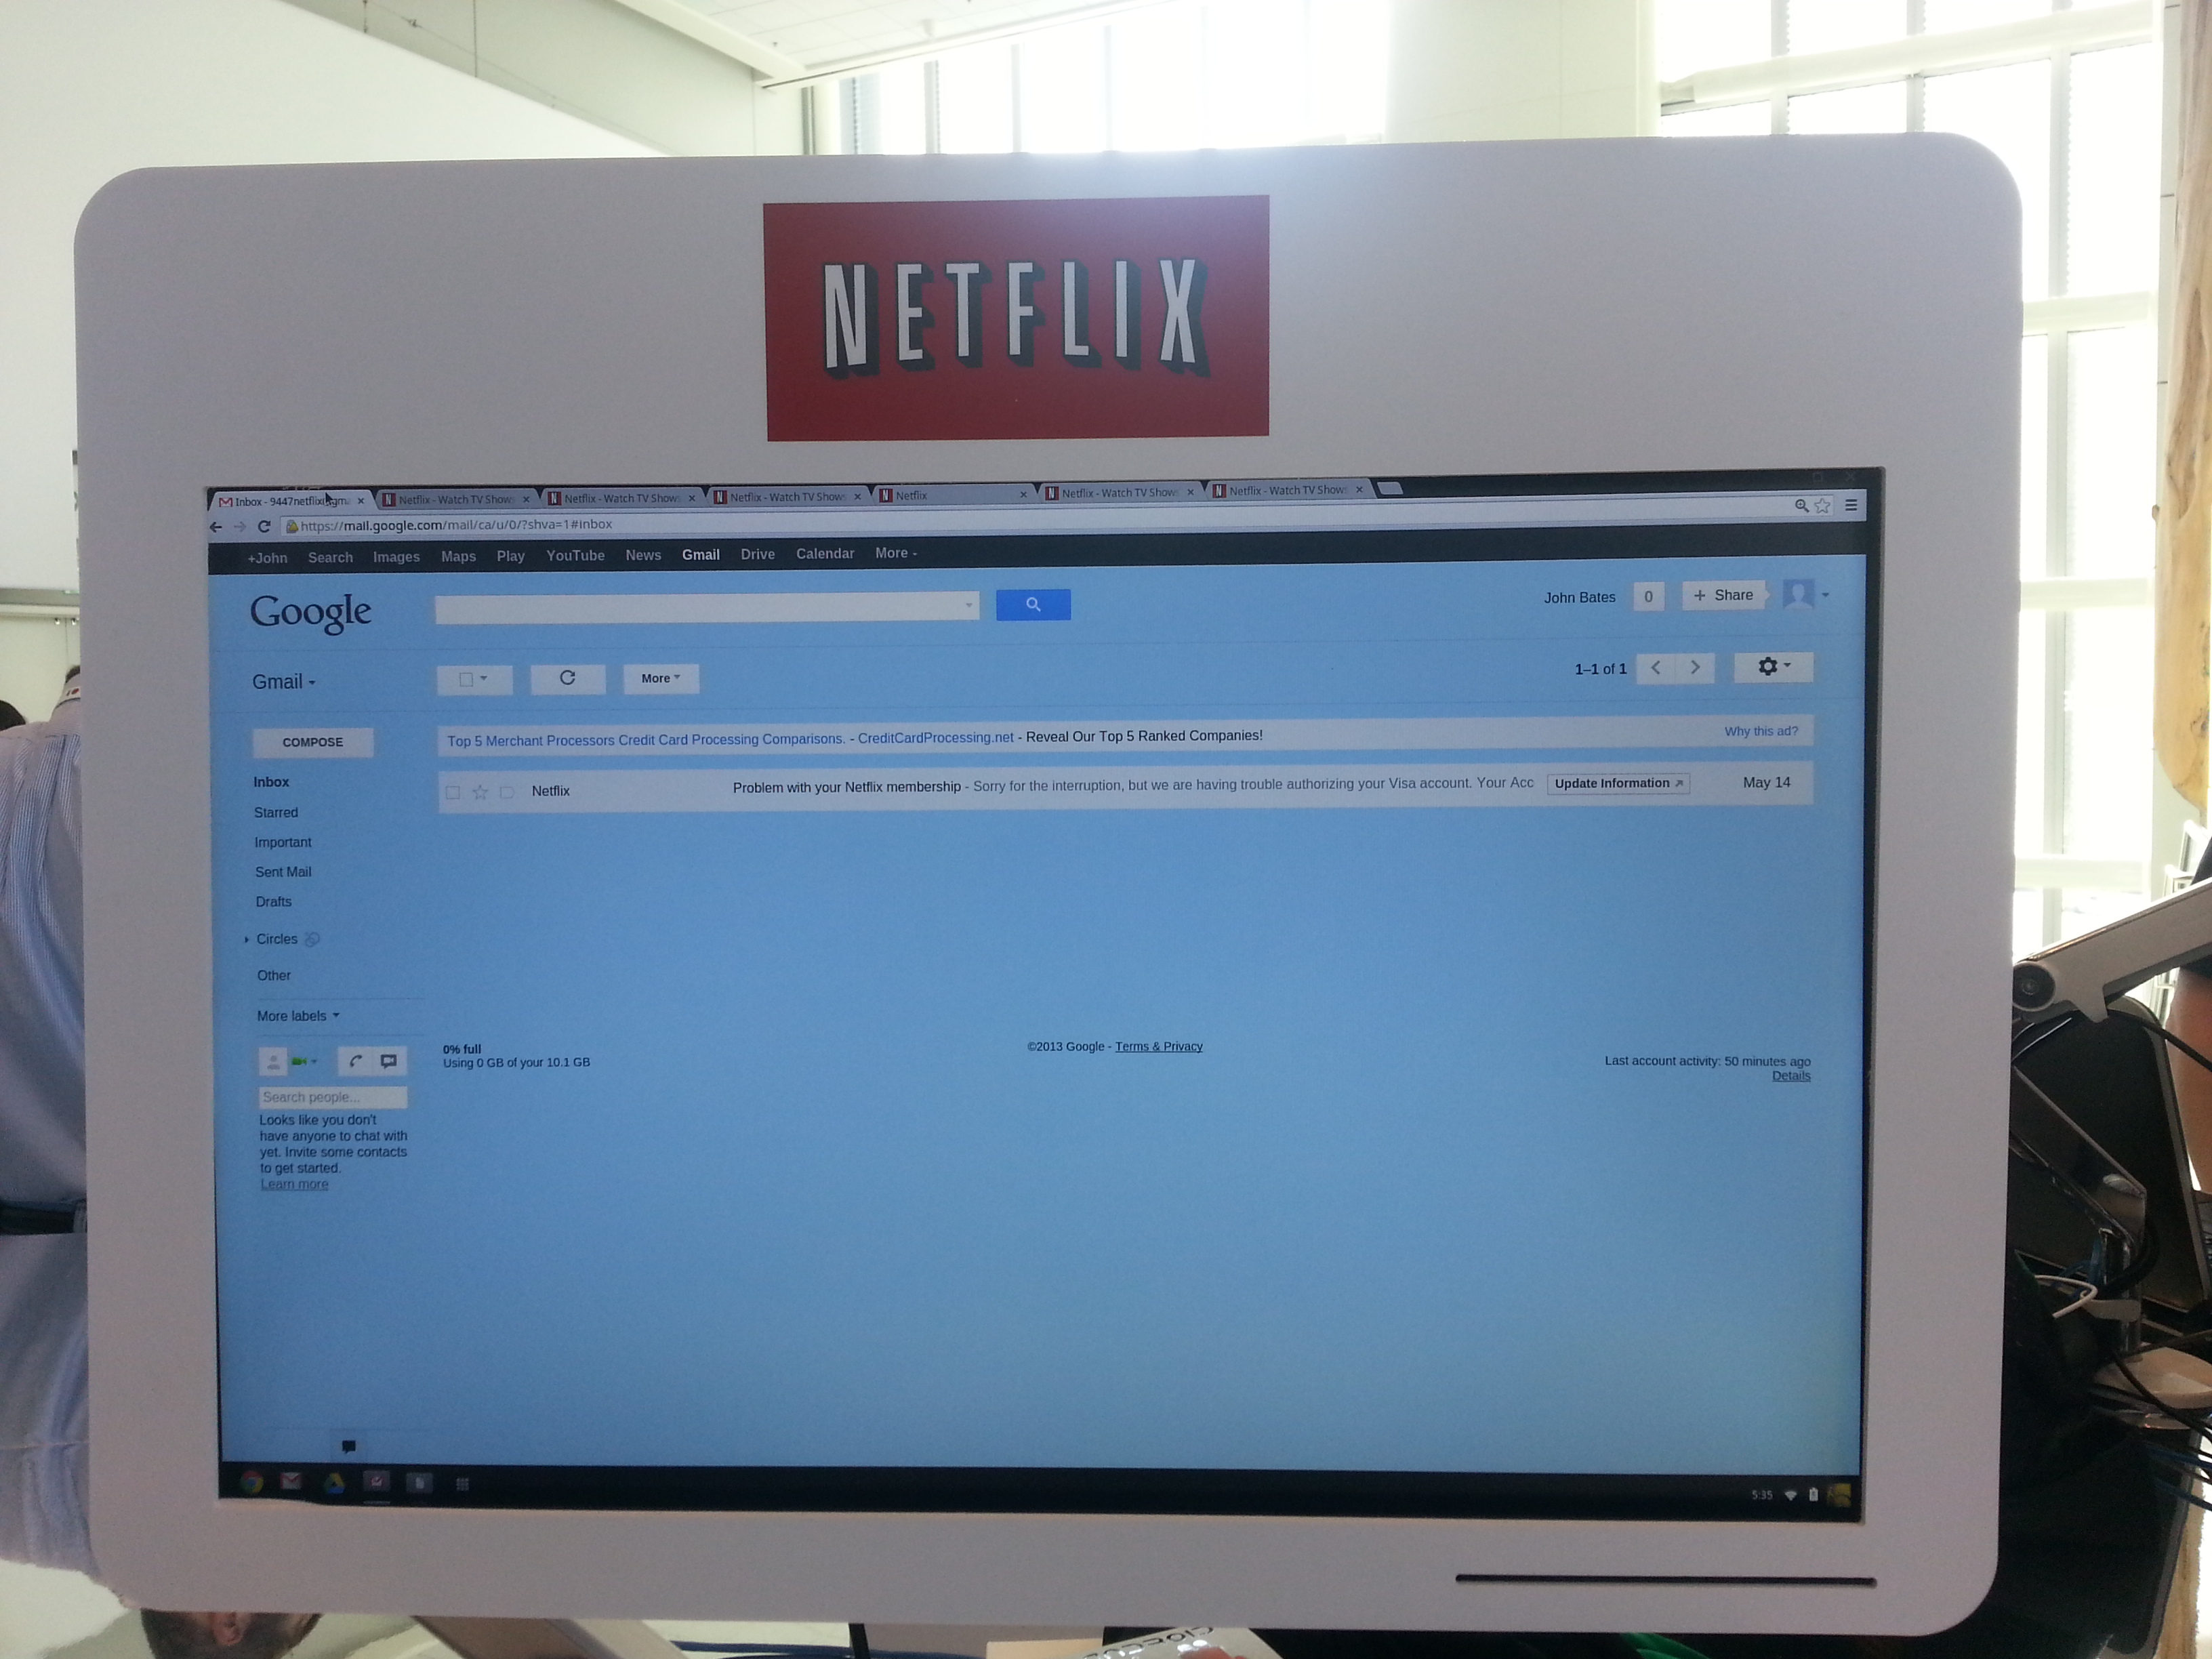 NETFLIX
Inbox - 9447netflix@gm
Netflix - Watch TV Shows
Netflix - Watch TV Shows
Netflix - Watch TV Shows
Netflix
Netflix - Watch TV Shows
Netflix - Watch TV Shows
https://mail.google.com/mail/ca/u/0/?shva=1#inbox
+John Search Images Maps Play YouTube News Gmail Drive Calendar More
Google
John Bates 0 + Share
Gmail
More
1–1 of 1
COMPOSE
Top 5 Merchant Processors Credit Card Processing Comparisons. - CreditCardProcessing.net - Reveal Our Top 5 Ranked Companies! Why this ad?
Netflix Problem with your Netflix membership - Sorry for the interruption, but we are having trouble authorizing your Visa account. Your Acc Update Information May 14
Inbox
Starred
Important
Sent Mail
Drafts
Circles
Other
More labels
Search people...
Looks like you don't
have anyone to chat with
yet. Invite some contacts
to get started.
Learn more
0% full
Using 0 GB of your 10.1 GB
©2013 Google - Terms & Privacy
Last account activity: 50 minutes ago
Details
5:35